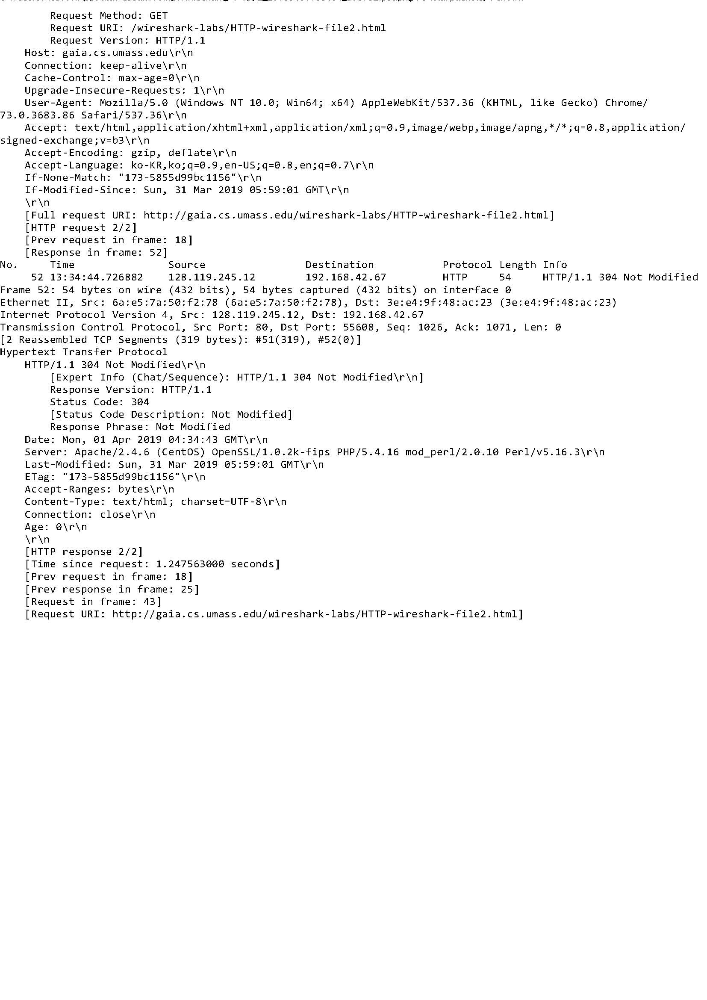 Request Method: GET
Request URI: /wireshark-labs/HTTP-wireshark-file2.html
Request Version: HTTP/1.1
Host: gaia.cs.umass.edu\r\n
Connection: keep-alive\r\n
Cache-Control: max-age=0\r\n
Upgrade-Insecure-Requests: 1\r\n
User-Agent: Mozilla/5.0 (Windows NT 10.0; Win64; x64) AppleWebKit/537.36 (KHTML, like Gecko) Chrome/
73.0.3683.86 Safari/537.36\r\n
Accept: text/html,application/xhtml+xml,application/xml;q=0.9,image/webp,image/apng,*/*;q=0.8,application/
signed-exchange;v=b3\r\n
Accept-Encoding: gzip, deflate\r\n
Accept-Language: ko-KR,ko;q=0.9,en-US;q=0.8,en;q=0.7\r\n
If-None-Match: "173-5855d99bc1156"\r\n
If-Modified-Since: Sun, 31 Mar 2019 05:59:01 GMT\r\n
\r\n
[Full request URI: http://gaia.cs.umass.edu/wireshark-labs/HTTP-wireshark-file2.html]
[HTTP request 2/2]
[Prev request in frame: 18]
[Response in frame: 52]
No. Time Source Destination Protocol Length Info
52 13:34:44.726882 128.119.245.12 192.168.42.67 HTTP 54 HTTP/1.1 304 Not Modified
Frame 52: 54 bytes on wire (432 bits), 54 bytes captured (432 bits) on interface 0
Ethernet II, Src: 6a:e5:7a:50:f2:78 (6a:e5:7a:50:f2:78), Dst: 3e:e4:9f:48:ac:23 (3e:e4:9f:48:ac:23)
Internet Protocol Version 4, Src: 128.119.245.12, Dst: 192.168.42.67
Transmission Control Protocol, Src Port: 80, Dst Port: 55608, Seq: 1026, Ack: 1071, Len: 0
[2 Reassembled TCP Segments (319 bytes): #51(319), #52(0)]
Hypertext Transfer Protocol
HTTP/1.1 304 Not Modified\r\n
[Expert Info (Chat/Sequence): HTTP/1.1 304 Not Modified\r\n]
Response Version: HTTP/1.1
Status Code: 304
[Status Code Description: Not Modified]
Response Phrase: Not Modified
Date: Mon, 01 Apr 2019 04:34:43 GMT\r\n
Server: Apache/2.4.6 (CentOS) OpenSSL/1.0.2k-fips PHP/5.4.16 mod_perl/2.0.10 Perl/v5.16.3\r\n
Last-Modified: Sun, 31 Mar 2019 05:59:01 GMT\r\n
ETag: "173-5855d99bc1156"\r\n
Accept-Ranges: bytes\r\n
Content-Type: text/html; charset=UTF-8\r\n
Connection: close\r\n
Age: 0\r\n
\r\n
[HTTP response 2/2]
[Time since request: 1.247563000 seconds]
[Prev request in frame: 18]
[Prev response in frame: 25]
[Request in frame: 43]
[Request URI: http://gaia.cs.umass.edu/wireshark-labs/HTTP-wireshark-file2.html]